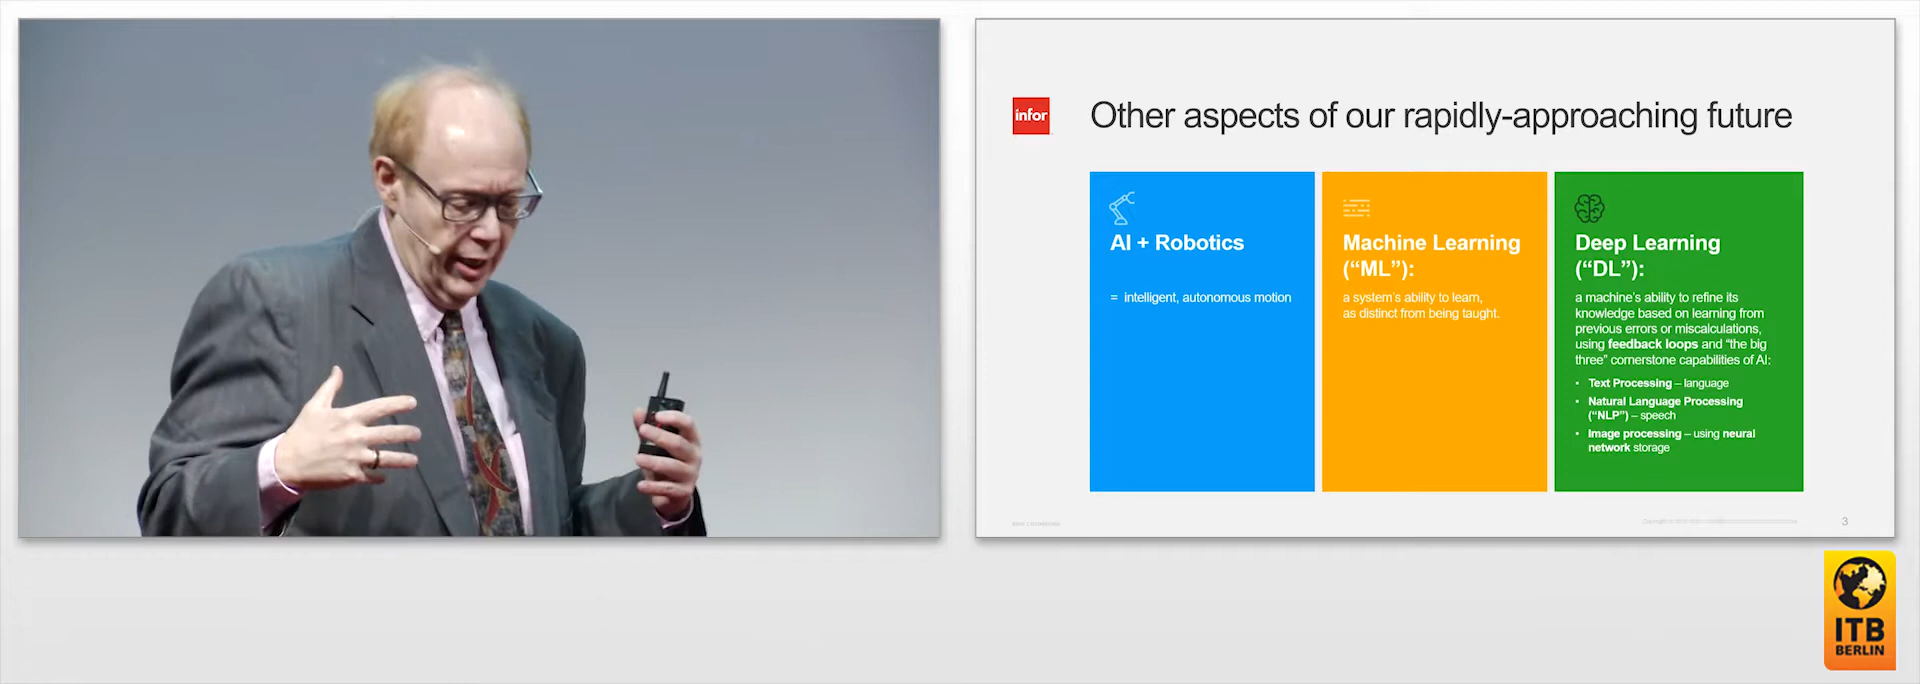 infor
Other aspects of our rapidly-approaching future
AI + Robotics
= intelligent, autonomous motion
Machine Learning
(“ML”):
a system's ability to learn,
as distinct from being taught.
Deep Learning
(“DL”):
a machine's ability to refine its
knowledge based on learning from
previous errors or miscalculations,
using feedback loops and “the big
three” cornerstone capabilities of AI:
• Text Processing – language
• Natural Language Processing
(“NLP”) – speech
• Image processing – using neural
network storage
3
ITB
BERLIN